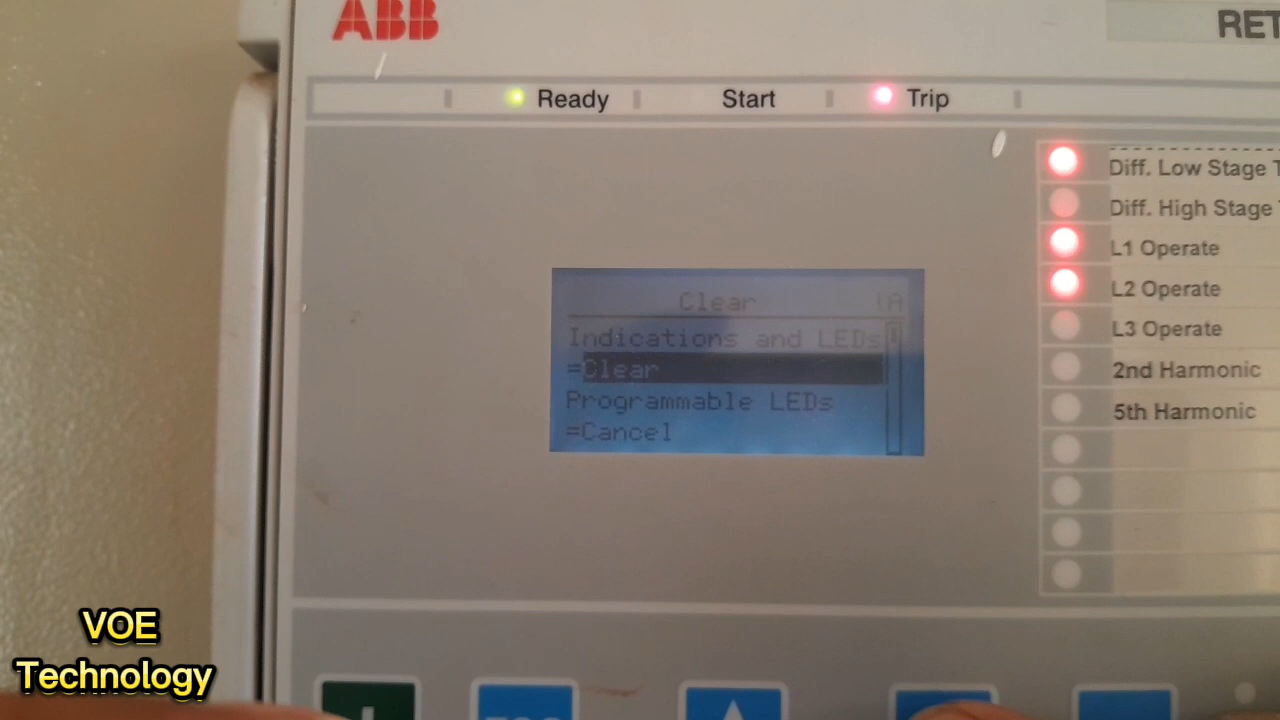 ABB
RET
Ready
Start
Trip
Diff. Low Stage T
Diff. High Stage
L1 Operate
L2 Operate
L3 Operate
2nd Harmonic
5th Harmonic
Clear
Indications and LEDs
=Clear
Programmable LEDs
=Cancel
VOE
Technology